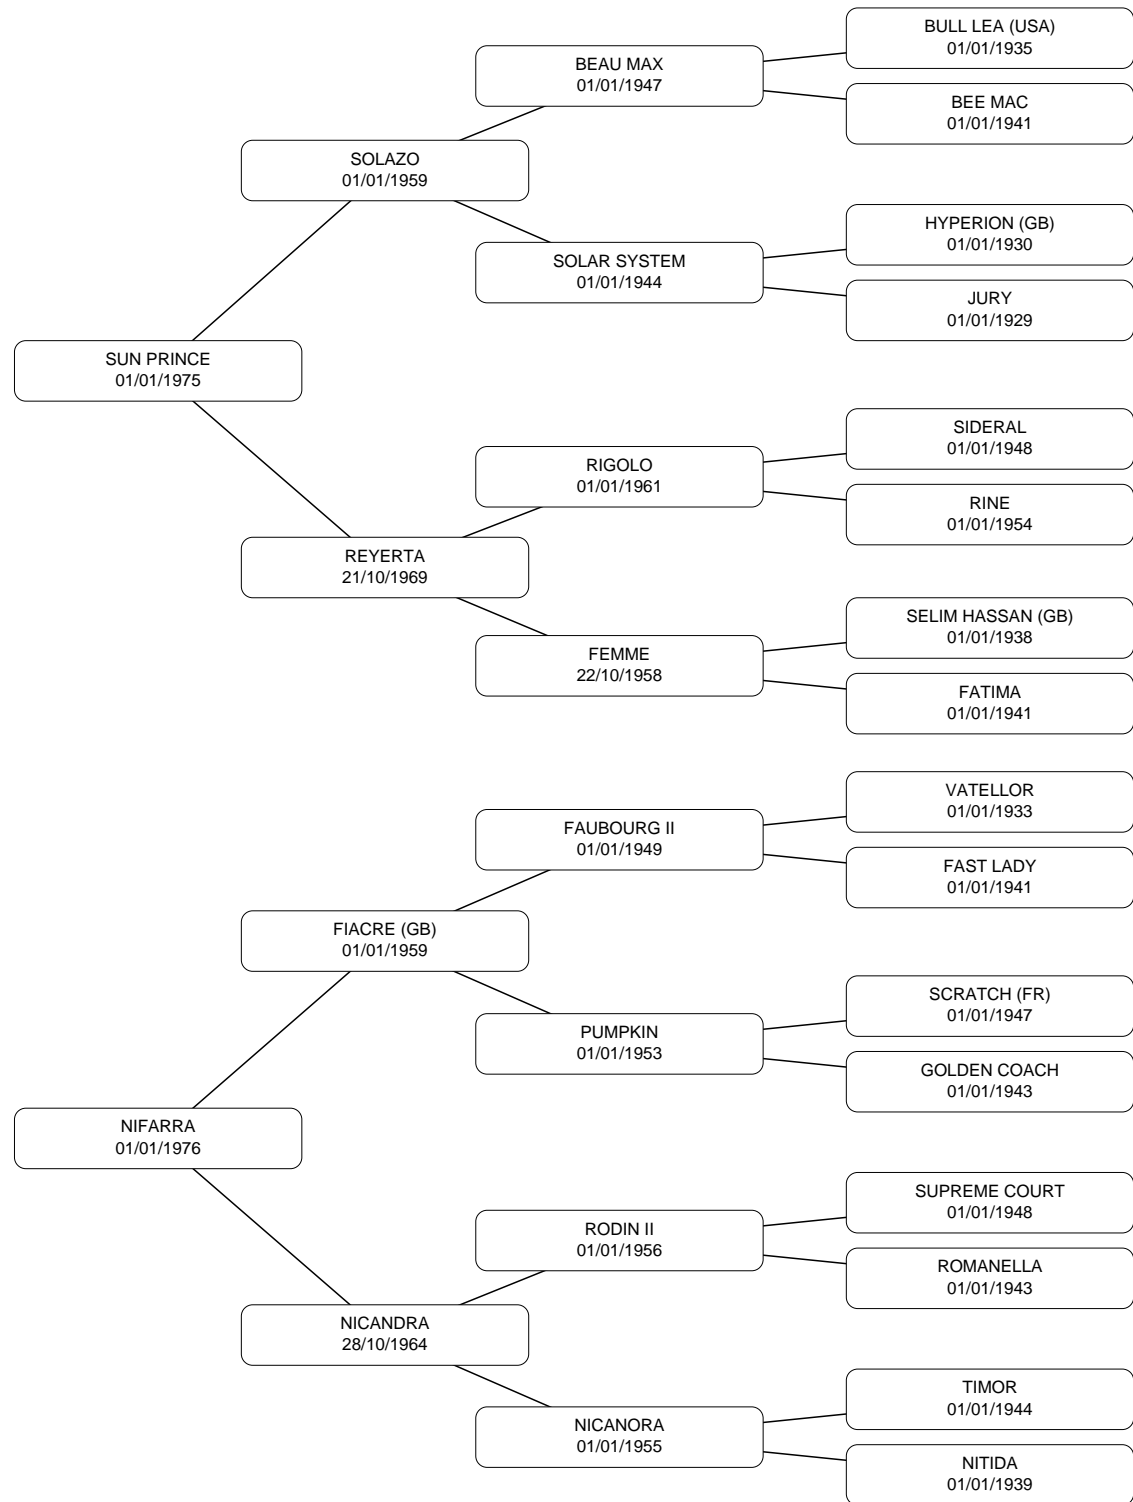 BULL LEA (USA)
01/01/1935
BEAU MAX
01/01/1947
BEE MAC
01/01/1941
SOLAZO
01/01/1959
HYPERION (GB)
01/01/1930
SOLAR SYSTEM
01/01/1944
JURY
01/01/1929
SUN PRINCE
01/01/1975
SIDERAL
01/01/1948
RIGOLO
01/01/1961
RINE
01/01/1954
REYERTA
21/10/1969
SELIM HASSAN (GB)
01/01/1938
FEMME
22/10/1958
FATIMA
01/01/1941
VATELLOR
01/01/1933
FAUBOURG II
01/01/1949
FAST LADY
01/01/1941
FIACRE (GB)
01/01/1959
SCRATCH (FR)
01/01/1947
PUMPKIN
01/01/1953
GOLDEN COACH
01/01/1943
NIFARRA
01/01/1976
SUPREME COURT
01/01/1948
RODIN II
01/01/1956
ROMANELLA
01/01/1943
NICANDRA
28/10/1964
TIMOR
01/01/1944
NICANORA
01/01/1955
NITIDA
01/01/1939